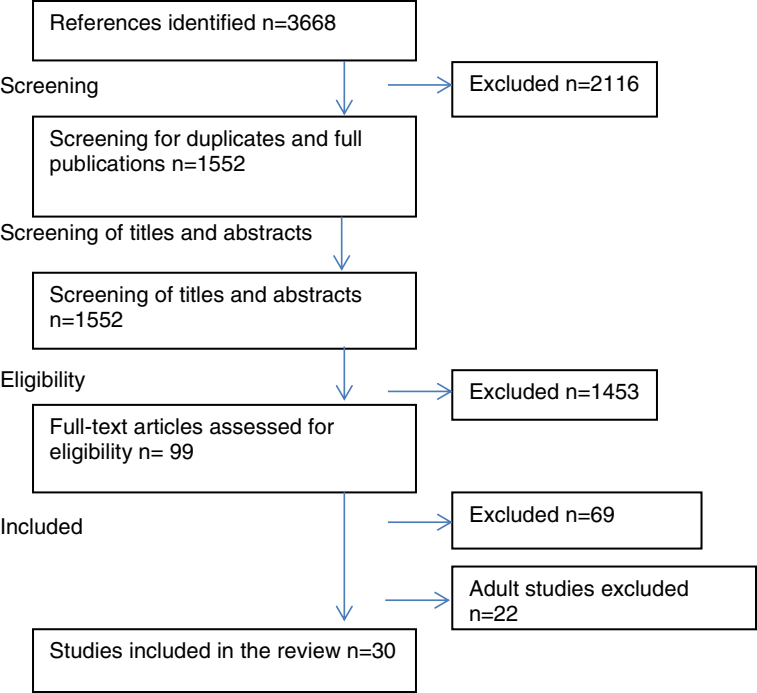 References identified n=3668
Screening
Excluded n=2116
Screening for duplicates and full
publications n=1552
Screening of titles and abstracts
Screening of titles and abstracts
n=1552
Eligibility
Excluded n=1453
Full-text articles assessed for
eligibility n= 99
Included
Excluded n=69
Adult studies excluded
n=22
Studies included in the review n=30